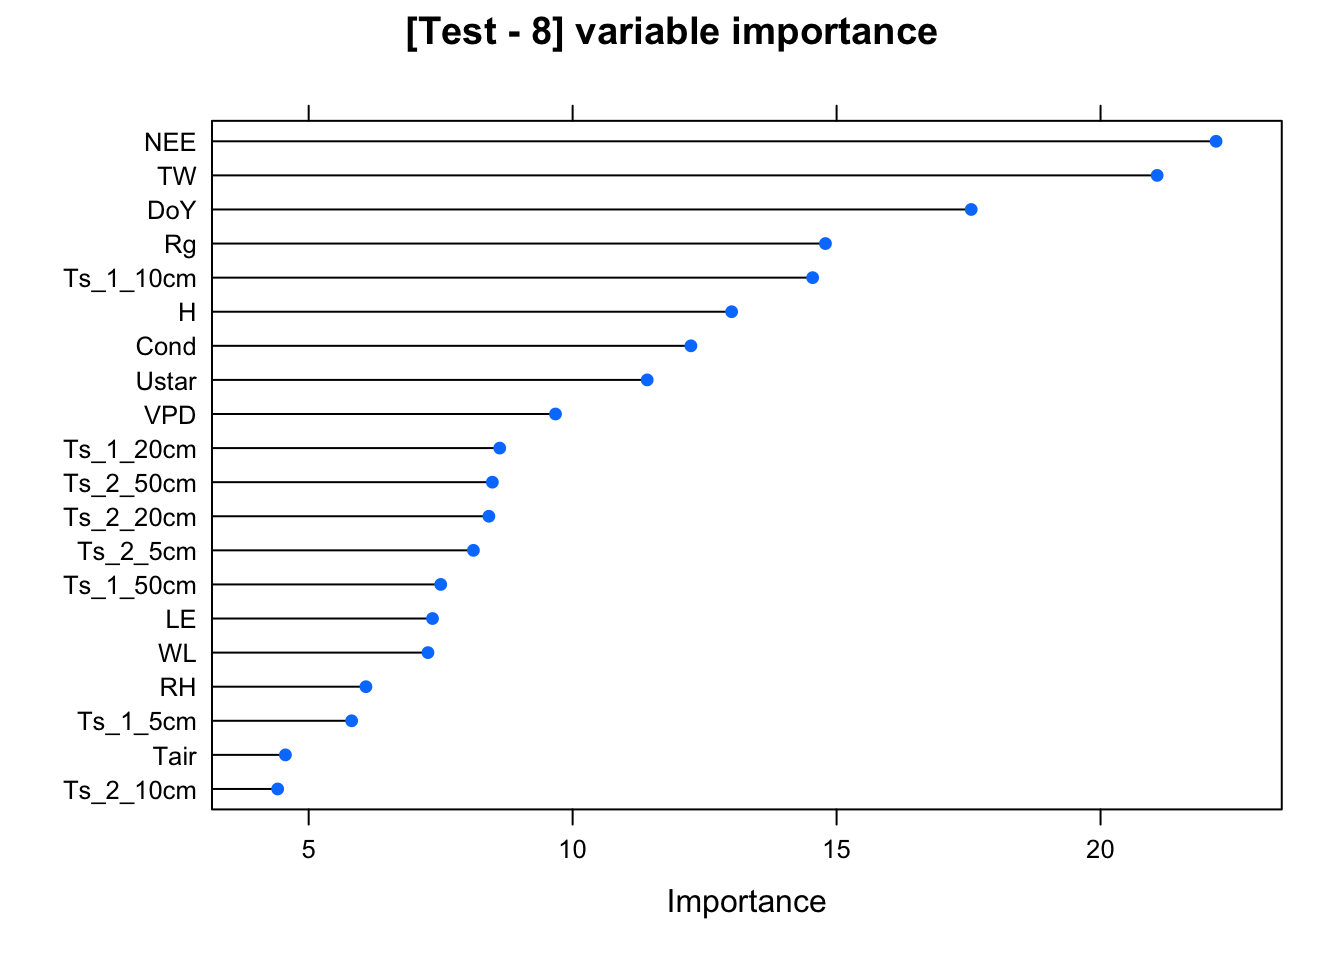 [Test - 8] variable importance
NEE
TW
DoY
Rg
Ts_1_10cm
H
Cond
Ustar
VPD
Ts_1_20cm
Ts_2_50cm
Ts_2_20cm
Ts_2_5cm
Ts_1_50cm
LE
WL
RH
Ts_1_5cm
Tair
Ts_2_10cm
5 10 15 20
Importance